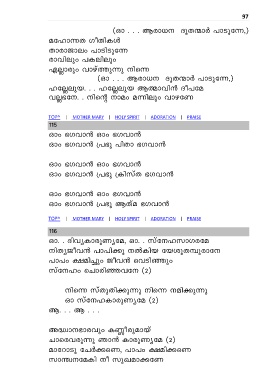 97
(ഓ . . . ആരാധന ദൂതന്മാർ പാടുന്നേ,)
മഹോന്നത ഗീതികൾ
താരാജാലം പാടിടുന്നേ
രാവിലും പകലിലും
എല്ലാരും വാഴ്ത്തുന്നു നിന്നെ
(ഓ . . . ആരാധന ദൂതന്മാർ പാടുന്നേ,)
ഹല്ലേലൂയ. . . ഹല്ലേലൂയ ആത്മാവിൻ ദീപമേ
വല്ലഭനേ. . നിന്റെ നാമം മന്നിലും വാഴണേ
TOP^ | MOTHER MARY | HOLY SPIRIT | ADORATION | PRAISE
115
ഓം ഭഗവാൻ ഓം ഭഗവാൻ
ഓം ഭഗവാൻ പ്രഭു പിതാ ഭഗവാൻ
ഓം ഭഗവാൻ ഓം ഭഗവാൻ
ഓം ഭഗവാൻ പ്രഭു ക്രിസ്ത ഭഗവാൻ
ഓം ഭഗവാൻ ഓം ഭഗവാൻ
ഓം ഭഗവാൻ പ്രഭു ആത്മ ഭഗവാൻ
TOP^ | MOTHER MARY | HOLY SPIRIT | ADORATION | PRAISE
116
ഓ. . ദിവ്യകാരുണ്യമേ, ഓ. . സ്നേഹസാഗരമേ
നിത്യജീവൻ പാപിക്കു നൽകിയ യേശുതമ്പുരാനേ
പാപം ക്ഷമിച്ചും ജീവൻ വെടിഞ്ഞും
സ്നേഹം ചൊരിഞ്ഞവനേ (2)
നിന്നെ സ്തുതിക്കുന്നു നിന്നെ നമിക്കുന്നു
ഓ സ്നേഹകാരുണ്യമേ (2)
ആ. . . ആ . . .
അദ്ധ്വാനഭാരവും കണ്ണീരുമായ്
ചാരെവരുന്നു ഞാൻ കാരുണ്യമേ (2)
മാറോടു ചേർക്കണെ, പാപം ക്ഷമിക്കണെ
സാന്ത്വനമേകി നീ സുഖമാക്കണേ